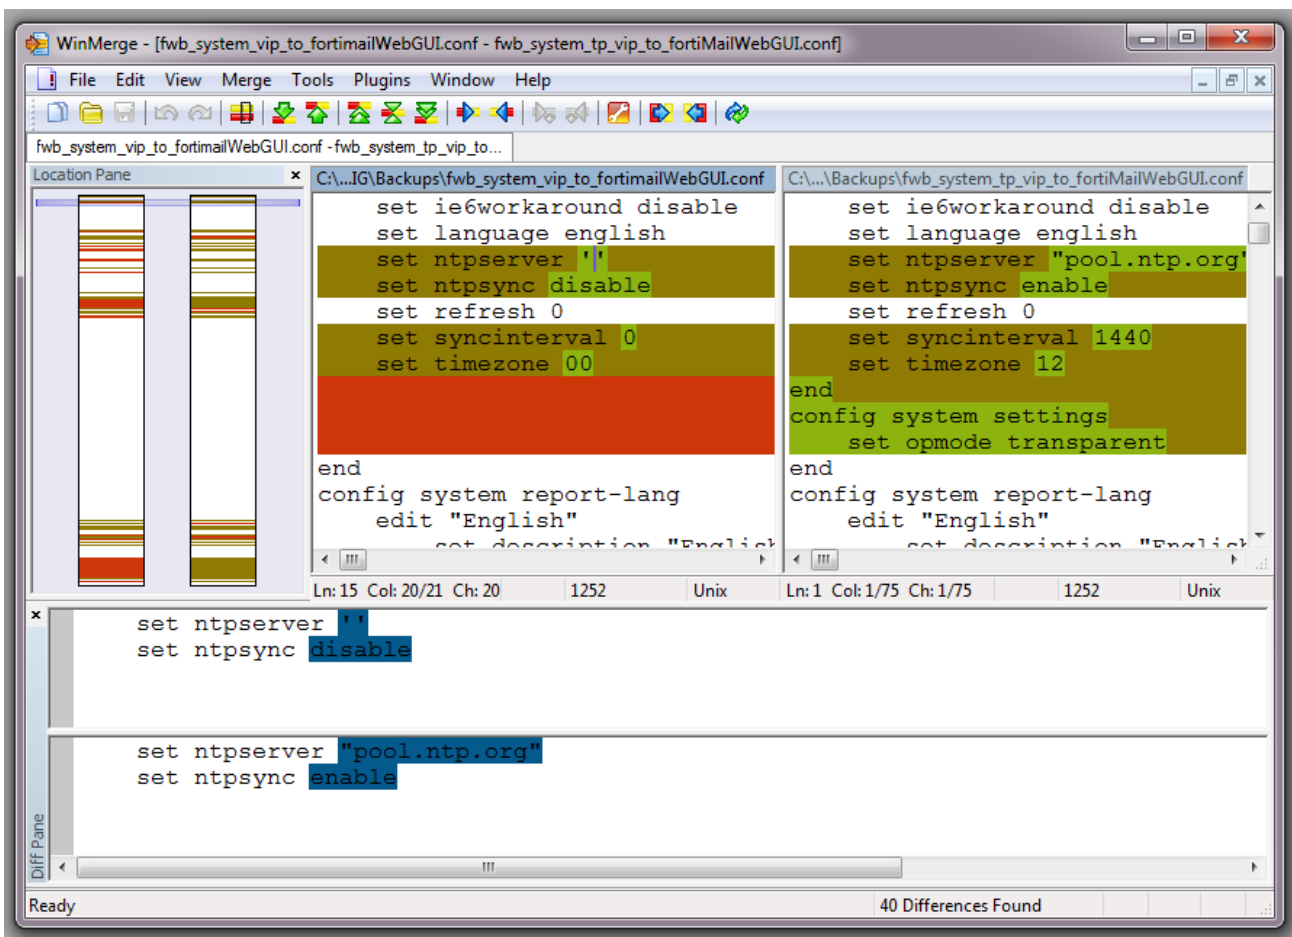 WinMerge - [fwb_system_vip_to_fortimailWebGUI.conf - fwb_system_tp_vip_to_fortiMailWebGUI.conf]
File Edit View Merge Tools Plugins Window Help
fwb_system_vip_to_fortimailWebGUI.conf - fwb_system_tp_vip_to...
Location Pane
C:\...IG\Backups\fwb_system_vip_to_fortimailWebGUI.conf
set ie6workaround disable
set language english
set ntpserver ''
set ntpsync disable
set refresh 0
set syncinterval 0
set timezone 00
end
config system report-lang
edit "English"
set description "English
Ln: 15 Col: 20/21 Ch: 20 1252 Unix
C:\...\Backups\fwb_system_tp_vip_to_fortiMailWebGUI.conf
set ie6workaround disable
set language english
set ntpserver "pool.ntp.org"
set ntpsync enable
set refresh 0
set syncinterval 1440
set timezone 12
end
config system settings
set opmode transparent
end
config system report-lang
edit "English"
set description "English
Ln: 1 Col: 1/75 Ch: 1/75 1252 Unix
set ntpserver ''
set ntpsync disable
set ntpserver "pool.ntp.org"
set ntpsync enable
Diff Pane
Ready
40 Differences Found